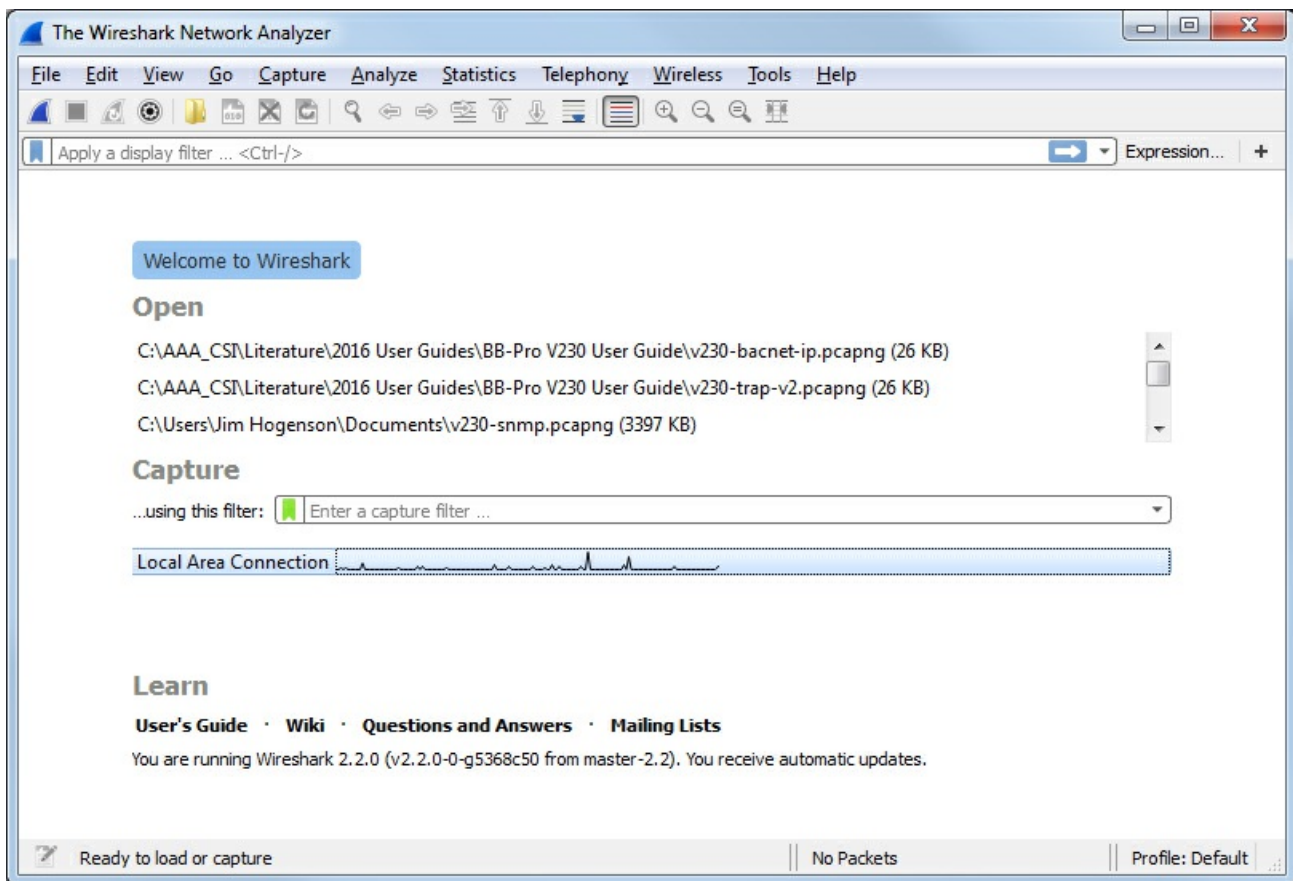 The Wireshark Network Analyzer
File Edit View Go Capture Analyze Statistics Telephony Wireless Tools Help
Apply a display filter ... <Ctrl-/> Expression... +
Welcome to Wireshark
Open
C:\AAA_CSI\Literature\2016 User Guides\BB-Pro V230 User Guide\v230-bacnet-ip.pcapng (26 KB)
C:\AAA_CSI\Literature\2016 User Guides\BB-Pro V230 User Guide\v230-trap-v2.pcapng (26 KB)
C:\Users\Jim Hogenson\Documents\v230-snmp.pcapng (3397 KB)
Capture
...using this filter: Enter a capture filter ...
Local Area Connection
Learn
User's Guide · Wiki · Questions and Answers · Mailing Lists
You are running Wireshark 2.2.0 (v2.2.0-0-g5368c50 from master-2.2). You receive automatic updates.
Ready to load or capture No Packets Profile: Default